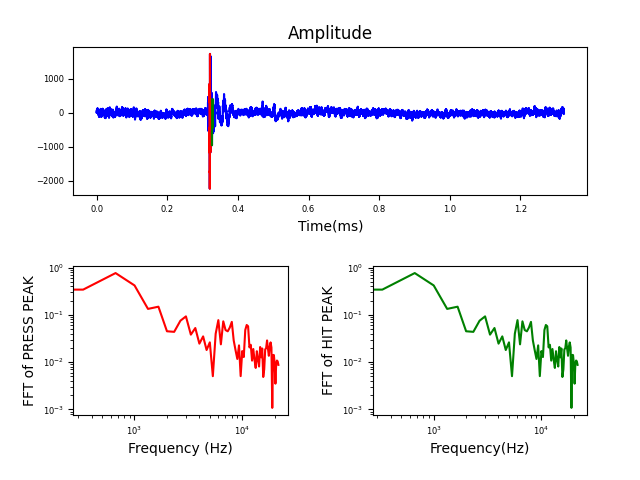 Amplitude
1000
0
−1000
−2000
0.0 0.2 0.4 0.6 0.8 1.0 1.2
Time(ms)
FFT of PRESS PEAK
10⁰
10⁻¹
10⁻²
10⁻³
10³ 10⁴
Frequency (Hz)
FFT of HIT PEAK
10⁰
10⁻¹
10⁻²
10⁻³
10³ 10⁴
Frequency(Hz)